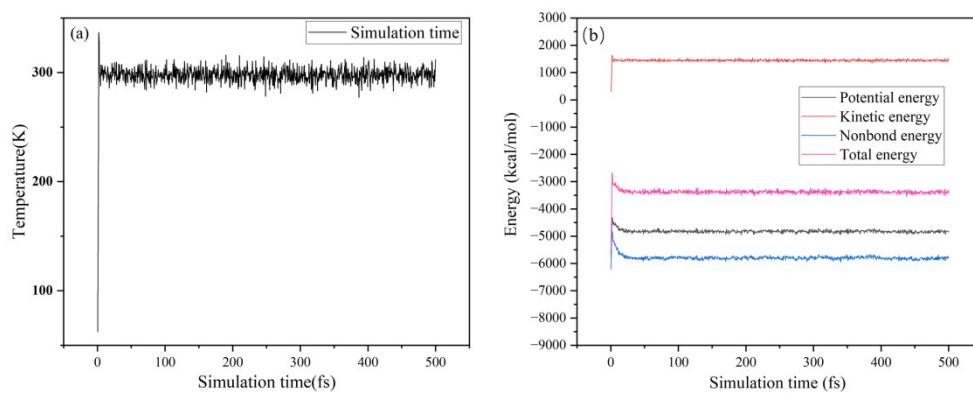 (a)
Simulation time
300
200
100
Temperature(K)
0 100 200 300 400 500
Simulation time(fs)
(b)
3000
2000
1000
0
−1000
−2000
−3000
−4000
−5000
−6000
−7000
−8000
−9000
Energy (kcal/mol)
Potential energy
Kinetic energy
Nonbond energy
Total energy
0 100 200 300 400 500
Simulation time (fs)